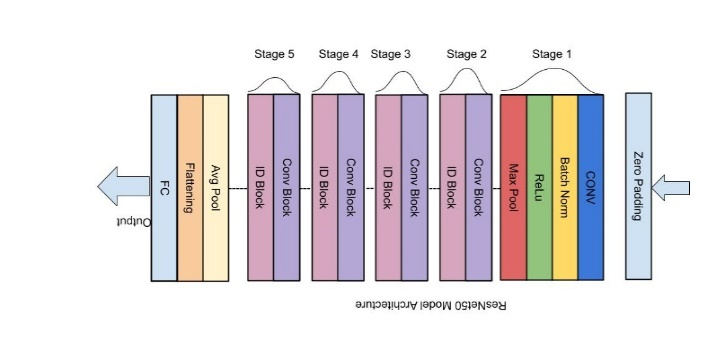 Stage 5
Stage 4
Stage 3
Stage 2
Stage 1
FC
Flattening
Avg Pool
ID Block
Conv Block
ID Block
Conv Block
ID Block
Conv Block
ID Block
Conv Block
Max Pool
ReLu
Batch Norm
CONV
Zero Padding
Output
ResNet50 Model Architecture